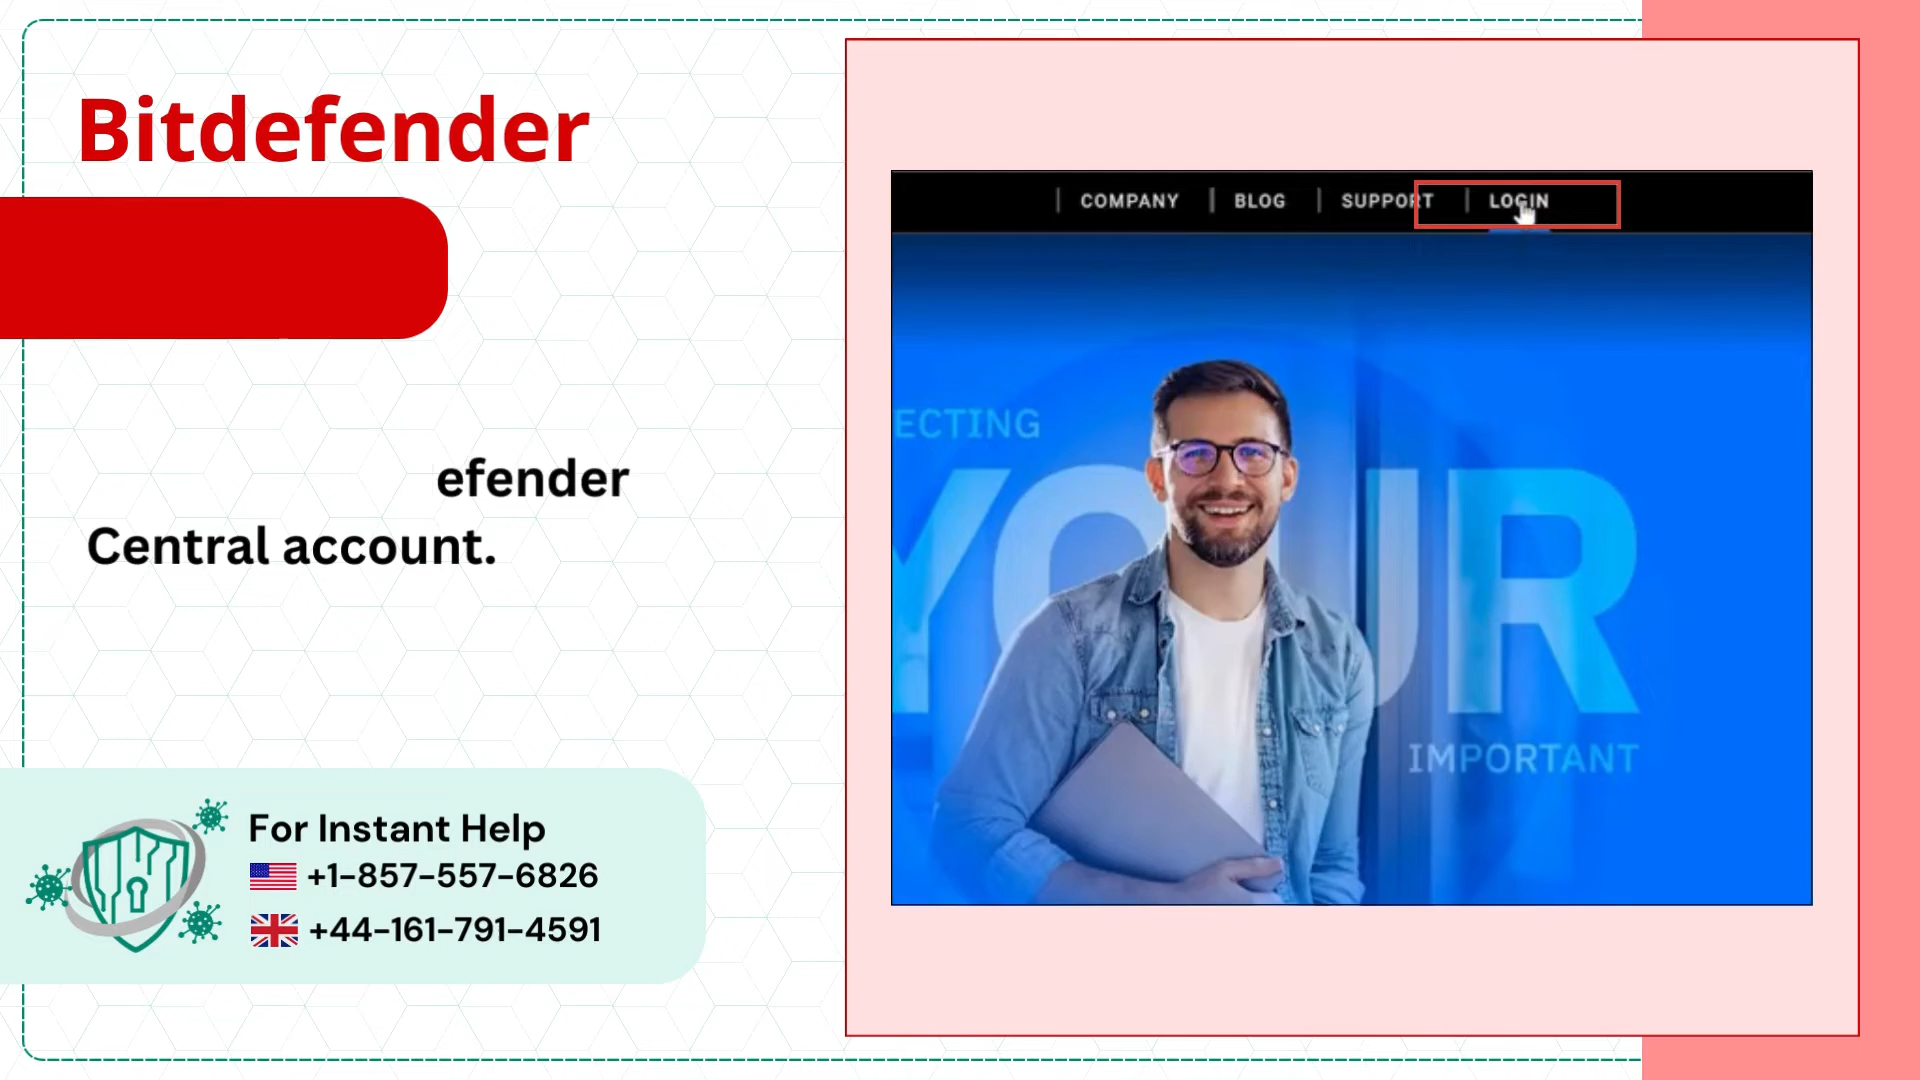 Bitdefender
efender
Central account.
For Instant Help
+1-857-557-6826
+44-161-791-4591
COMPANY
BLOG
SUPPORT
LOGIN
ECTING
YOUR
IMPORTANT